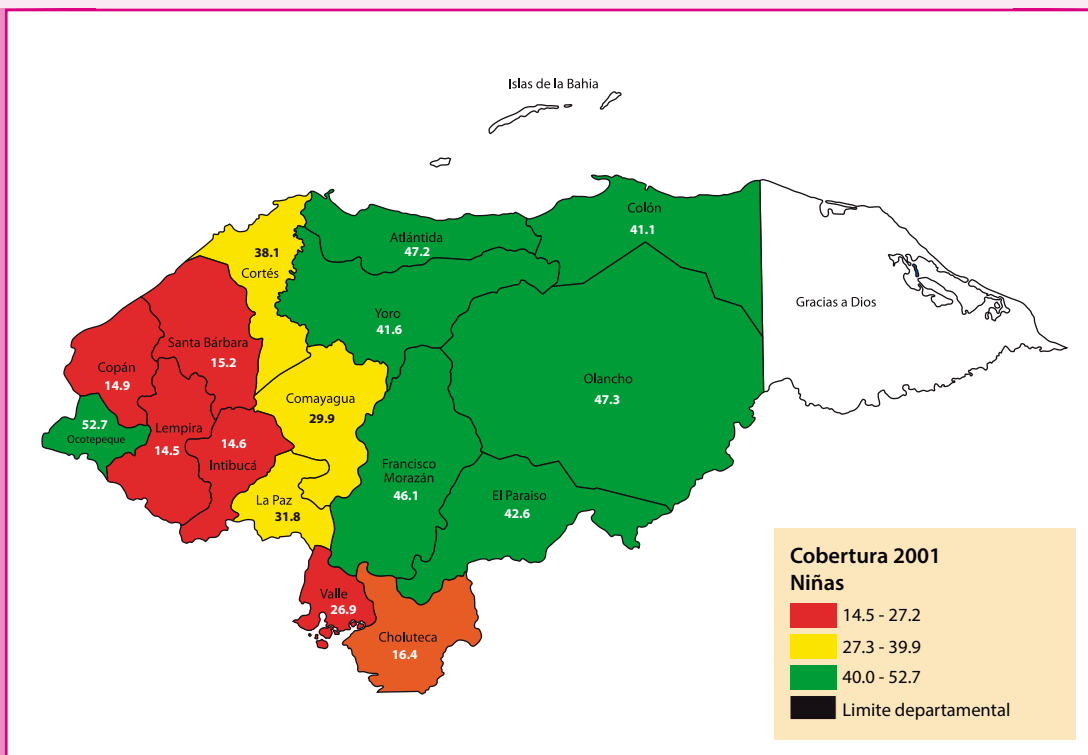 Islas de la Bahia
Colón
41.1
Atlántida
47.2
38.1
Cortés
Gracias a Dios
Yoro
41.6
Santa Bárbara
15.2
Copán
14.9
Olancho
47.3
Comayagua
29.9
52.7
Ocotepeque
Lempira
14.5
14.6
Intibucá
Francisco
Morazán
46.1
El Paraiso
42.6
La Paz
31.8
Valle
26.9
Choluteca
16.4
Cobertura 2001
Niñas
14.5 - 27.2
27.3 - 39.9
40.0 - 52.7
Limite departamental